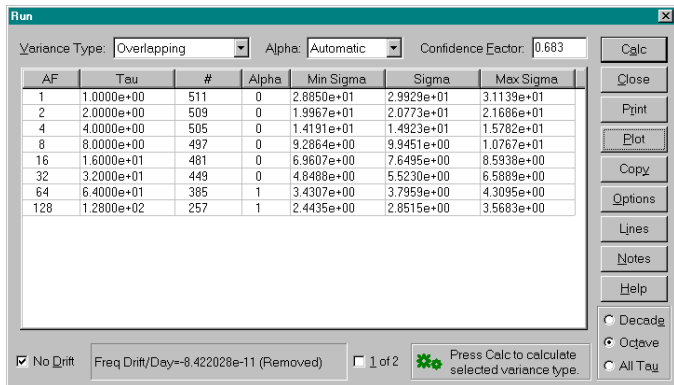 Run
Variance Type: Overlapping Alpha: Automatic Confidence Factor: 0.683 Calc
AF Tau # Alpha Min Sigma Sigma Max Sigma
1 1.0000e+00 511 0 2.8850e+01 2.9929e+01 3.1139e+01
2 2.0000e+00 509 0 1.9967e+01 2.0773e+01 2.1686e+01
4 4.0000e+00 505 0 1.4191e+01 1.4923e+01 1.5782e+01
8 8.0000e+00 497 0 9.2864e+00 9.9451e+00 1.0767e+01
16 1.6000e+01 481 0 6.9607e+00 7.6495e+00 8.5938e+00
32 3.2000e+01 449 0 4.8488e+00 5.5230e+00 6.5889e+00
64 6.4000e+01 385 1 3.4307e+00 3.7959e+00 4.3095e+00
128 1.2800e+02 257 1 2.4435e+00 2.8515e+00 3.5683e+00
Close
Print
Plot
Copy
Options
Lines
Notes
Help
Decade
Octave
All Tau
No Drift Freq Drift/Day=-8.422028e-11 (Removed) 1 of 2 Press Calc to calculate
selected variance type.